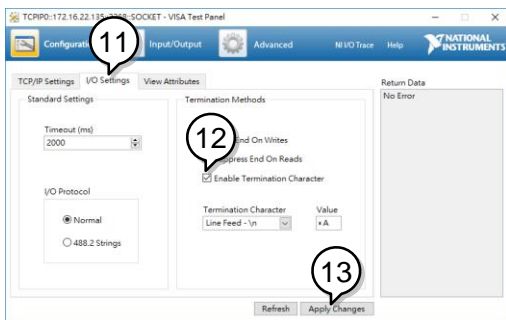 TCPIP0::172.16.22.135::2268::SOCKET - VISA Test Panel
11
Input/Output
Advanced
NI I/O Trace
Help
NATIONAL
INSTRUMENTS
TCP/IP Settings
I/O Settings
View Attributes
Return Data
No Error
Standard Settings
Timeout (ms)
2000
I/O Protocol
Normal
488.2 Strings
Termination Methods
12
End On Writes
End On Reads
Enable Termination Character
Termination Character
Value
Line Feed - \n
xA
13
Refresh
Apply Changes